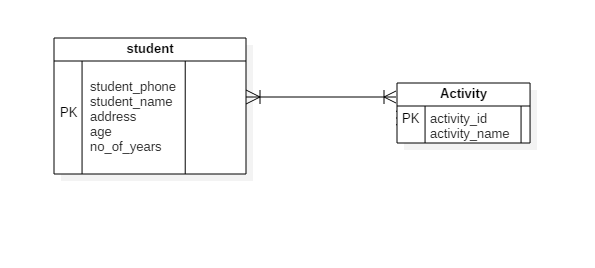 student
PK
student_phone
student_name
address
age
no_of_years
Activity
PK
activity_id
activity_name